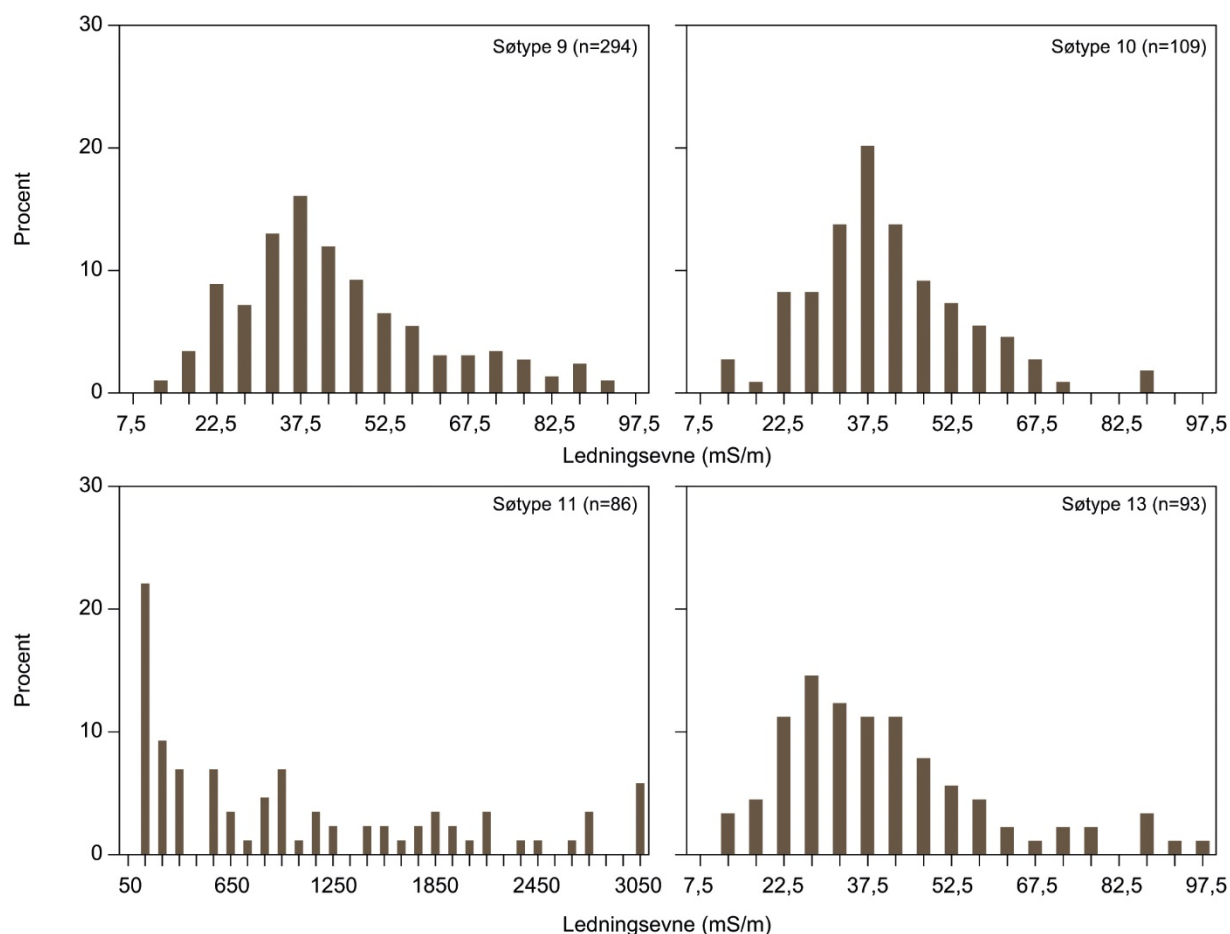 Procent
30
20
10
0
Søtype 9 (n=294)
7,5 22,5 37,5 52,5 67,5 82,5 97,5
Søtype 10 (n=109)
7,5 22,5 37,5 52,5 67,5 82,5 97,5
Ledningsevne (mS/m)
Procent
30
20
10
0
Søtype 11 (n=86)
50 650 1250 1850 2450 3050
Søtype 13 (n=93)
7,5 22,5 37,5 52,5 67,5 82,5 97,5
Ledningsevne (mS/m)